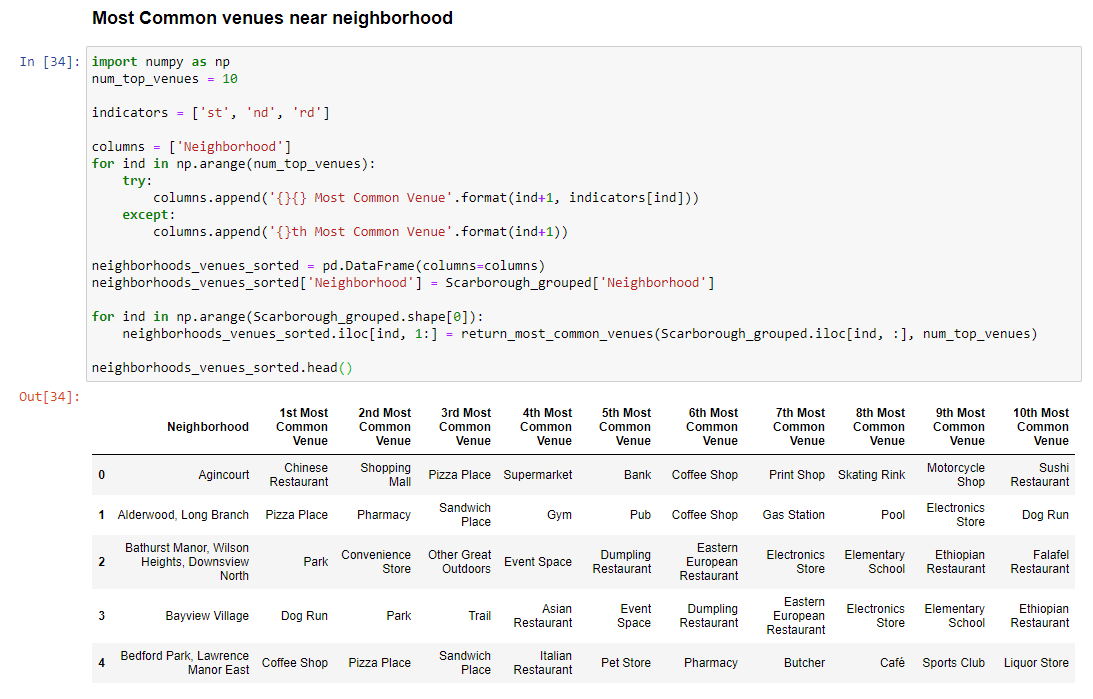 Most Common venues near neighborhood
In [34]:
import numpy as np
num_top_venues = 10
indicators = ['st', 'nd', 'rd']
columns = ['Neighborhood']
for ind in np.arange(num_top_venues):
    try:
        columns.append('{}{} Most Common Venue'.format(ind+1, indicators[ind]))
    except:
        columns.append('{}th Most Common Venue'.format(ind+1))
neighborhoods_venues_sorted = pd.DataFrame(columns=columns)
neighborhoods_venues_sorted['Neighborhood'] = Scarborough_grouped['Neighborhood']
for ind in np.arange(Scarborough_grouped.shape[0]):
    neighborhoods_venues_sorted.iloc[ind, 1:] = return_most_common_venues(Scarborough_grouped.iloc[ind, :], num_top_venues)
neighborhoods_venues_sorted.head()
Out[34]:
1st Most 2nd Most 3rd Most 4th Most 5th Most 6th Most 7th Most 8th Most 9th Most 10th Most
Neighborhood Common Common Common Common Common Common Common Common Common Common
Venue Venue Venue Venue Venue Venue Venue Venue Venue Venue
Chinese Shopping Motorcycle Sushi
0 Agincourt Pizza Place Supermarket Bank Coffee Shop Print Shop Skating Rink
Restaurant Mall Shop Restaurant
Sandwich Electronics
1 Alderwood, Long Branch Pizza Place Pharmacy Gym Pub Coffee Shop Gas Station Pool Dog Run
Place Store
Bathurst Manor, Wilson Eastern
Convenience Other Great Dumpling Electronics Elementary Ethiopian Falafel
Heights, Downsview Park Event Space European
Store Outdoors Restaurant Store School Restaurant Restaurant
North Restaurant
Eastern
Asian Event Dumpling Electronics Elementary Ethiopian
3 Bayview Village Dog Run Park Trail European
Restaurant Space Restaurant Store School Restaurant
Restaurant
Bedford Park, Lawrence Sandwich Italian
4 Coffee Shop Pizza Place Pet Store Pharmacy Butcher Café Sports Club Liquor Store
Manor East Place Restaurant